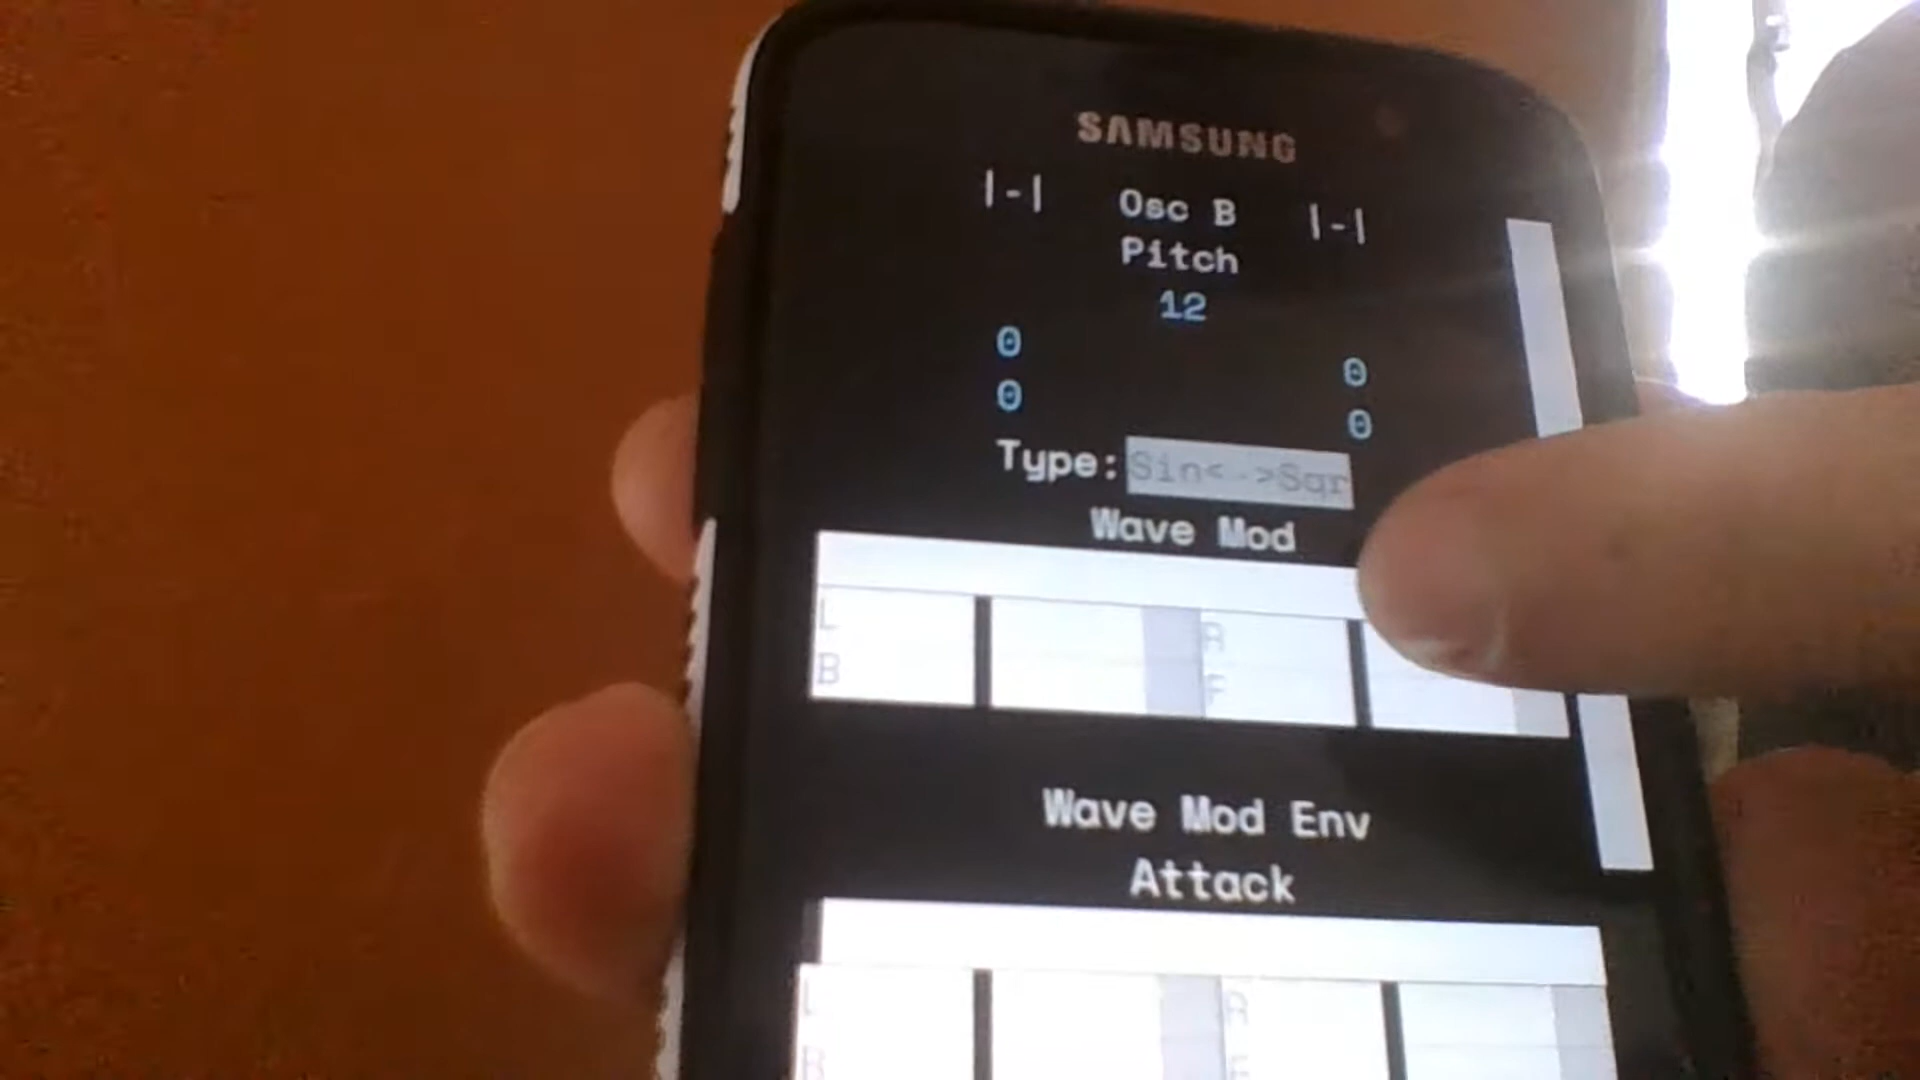 SAMSUNG
|-| Osc B |-|
Pitch
12
0 0
0 0
Type: Sin<->Sqr
Wave Mod
L A
B F
Wave Mod Env
Attack
L A
B F